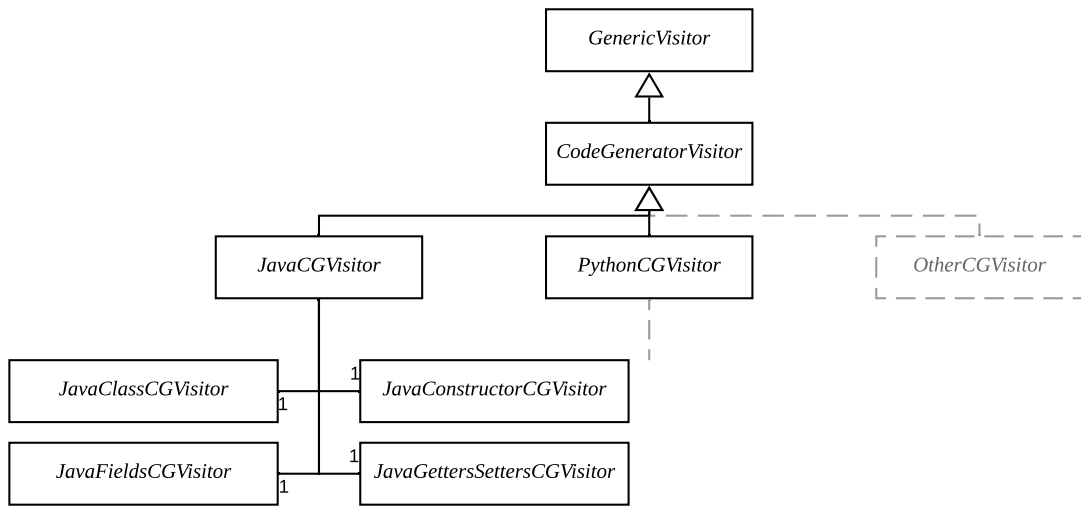 GenericVisitor
CodeGeneratorVisitor
JavaCGVisitor
PythonCGVisitor
OtherCGVisitor
JavaClassCGVisitor
1
1
JavaConstructorCGVisitor
JavaFieldsCGVisitor
1
1
JavaGettersSettersCGVisitor